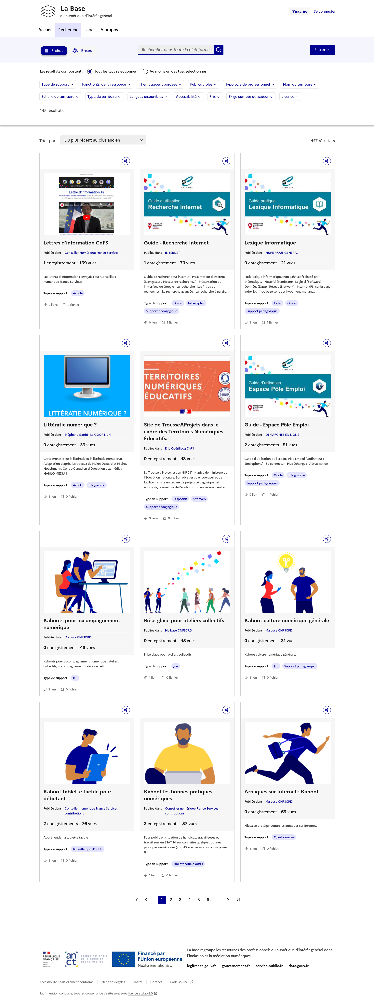 La Base
du numérique d'intérêt général
S'inscrire
Se connecter
Accueil
Recherche
Label
À propos
Fiches
Bases
Rechercher dans toute la plateforme
Filtrer
Les résultats comportent :
Tous les tags sélectionnés
Au moins un des tags sélectionnés
Type de support
Fonction(s) de la ressource
Thématiques abordées
Publics cibles
Typologie de professionnel
Nom du territoire
Echelle du territoire
Type de territoire
Langues disponibles
Accessibilité
Prix
Exige compte utilisateur
Licence
447 résultats
Trier par
Du plus récent au plus ancien
447 résultats
Le numérique transforme notre société
Lettre d'information #2
Lettres d'information CnFS
Publiée dans Conseiller Numérique France Services
1 enregistrement 169 vues
Les lettres d'informations envoyées aux Conseillers
numérique France Services
Type de support Article
9 liens 0 fichier
CORBIE
Guide d'utilisation
Recherche internet
CONSEILLER
NUMÉRIQUE
France
services
Guide - Recherche Internet
Publiée dans INTERNET
1 enregistrement 70 vues
Guide de recherche sur internet - Présentation d'internet
(Navigateur / Moteur de recherche...) - Présentation de
l'interface de Google - La recherche - Les filtres de
recherches - La recherche avancée - La recherche à partir...
Type de support Guide Infographie
Support pédagogique
0 lien 1 fichier
CORBIE
Guide pratique
Lexique Informatique
CONSEILLER
NUMÉRIQUE
France
services
Lexique Informatique
Publiée dans NUMERIQUE GENERAL
0 enregistrement 21 vues
Petit lexique informatique (non exhaustif) classé par
thématique. - Matériel (Hardware) - Logiciel (Software) -
Données (Data) - Réseau (Network) - Internet (PS: sur la page
index les n° de page sont des hyperliens menant...
Type de support Fiche Guide
Support pédagogique
1 lien 1 fichier
LITTÉRATIE NUMÉRIQUE ?
Littératie numérique ?
Publiée dans Stéphane Gardé - La COOP NUM
0 enregistrement 39 vues
Carte mentale sur la littératie et la littératie numérique.
Adaptation d'après les travaux de Helen Deward et Michael
Hoechmann, Centre Canadien d'éducation aux médias
HABILO MEDIAS
Type de support Article Infographie
1 lien 0 fichier
TERRITOIRES
NUMÉRIQUES
ÉDUCATIFS
Site de TrousseAProjets dans le
cadre des Territoires Numériques
Éducatifs.
Publiée dans Eric Quérillacq CnFS
0 enregistrement 43 vues
La Trousse à Projets est un GIP à l'initiative du ministère de
l'Éducation nationale. Son objet est d'encourager et de
faciliter la mise en œuvre de projets pédagogiques et
éducatifs, l'ouverture de l'école sur son environnement et l...
Type de support Dispositif Site Web
Support pédagogique
3 liens 0 fichier
CORBIE
Guide d'utilisation
Espace Pôle Emploi
CONSEILLER
NUMÉRIQUE
France
services
Guide - Espace Pôle Emploi
Publiée dans DEMARCHES EN LIGNE
2 enregistrements 51 vues
Guide d'utilisation de l'espace Pôle Emploi (Ordinateur /
Smartphone) - Se connecter - Mes échanges - Actualisation
Type de support Guide Infographie
Support pédagogique
0 lien 1 fichier
Kahoots pour accompagnement
numérique
Publiée dans Ma base CNFSCRD
0 enregistrement 43 vues
Kahoots pour accompagnement numérique : ateliers
collectifs, accompagnement individuel, etc.
Type de support Jeu
1 lien 0 fichier
Brise-glace pour ateliers collectifs
Publiée dans Ma base CNFSCRD
0 enregistrement 45 vues
Brise-glace pour ateliers collectifs.
Type de support Jeu
1 lien 0 fichier
Kahoot culture numérique générale
Publiée dans Ma base CNFSCRD
0 enregistrement 31 vues
Kahoot culture numérique générale.
Type de support Jeu Support pédagogique
1 lien 0 fichier
Kahoot tablette tactile pour
débutant
Publiée dans Conseiller numérique France Services -
contributions
2 enregistrements 76 vues
Appréhender la tablette tactile
Type de support Bibliothèque d'outils
1 lien 0 fichier
Kahoot les bonnes pratiques
numériques
Publiée dans Conseiller numérique France Services -
contributions
3 enregistrements 57 vues
Pour public en situation de handicap, travailleuses et
travailleurs en ESAT. Mieux connaître quelques bonnes
pratiques numériques (afin d'éviter les mauvaises surprises
!).
Type de support Bibliothèque d'outils
1 lien 0 fichier
Arnaques sur Internet : Kahoot
Publiée dans Ma base CNFSCRD
0 enregistrement 69 vues
Mieux se protéger contre les arnaques sur Internet.
Type de support Questionnaire
1 lien 0 fichier
1 2 3 4 5 6 ...
RÉPUBLIQUE
FRANÇAISE
Liberté
Égalité
Fraternité
anct
agence nationale
de la cohésion
des territoires
Financé par
l'Union européenne
NextGenerationEU
La Base regroupe les ressources des professionnels du numérique d'intérêt général dont
l'inclusion et la médiation numériques.
legifrance.gouv.fr
gouvernement.fr
service-public.fr
data.gouv.fr
Accessibilité : partiellement conforme
Mentions légales
Charte
Contact
Code source
Sauf mention contraire, tous les contenus de ce site sont sous licence etalab-2.0